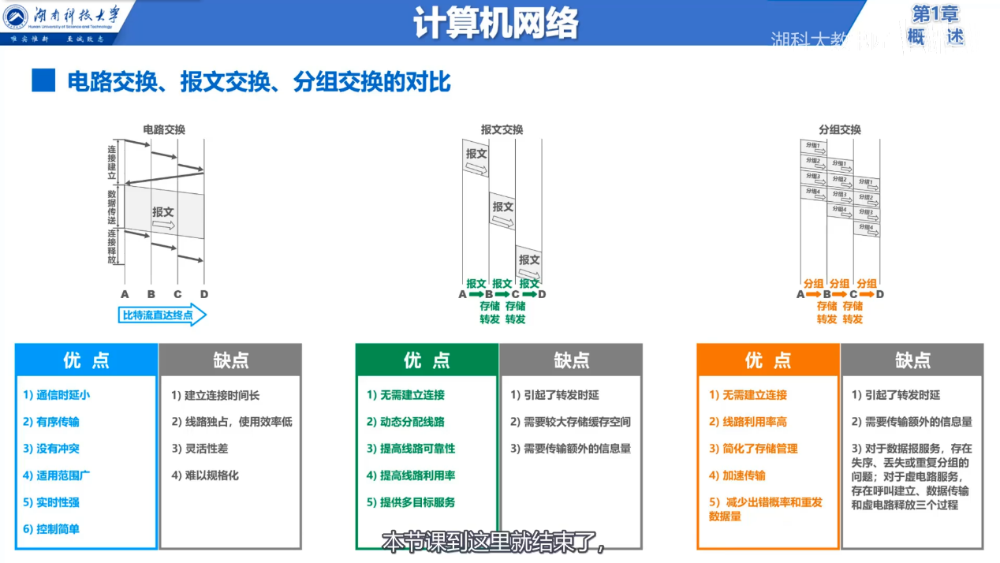 湖南科技大学
Hunan University of Science and Technology
唯实惟新 至诚致志
计算机网络
第1章
概 述
湖科大教
电路交换、报文交换、分组交换的对比
电路交换
连接建立
数据传送
连接释放
报文
A B C D
比特流直达终点
报文交换
报文
报文
报文
报文 报文 报文
A B C D
存储 存储
转发 转发
分组交换
分组1
分组2 分组1
分组3 分组2 分组1
分组4 分组3 分组2
分组4 分组3
分组4
分组 分组 分组
A B C D
存储 存储
转发 转发
优 点
1) 通信时延小
2) 有序传输
3) 没有冲突
4) 适用范围广
5) 实时性强
6) 控制简单
缺点
1) 建立连接时间长
2) 线路独占，使用效率低
3) 灵活性差
4) 难以规格化
优 点
1) 无需建立连接
2) 动态分配线路
3) 提高线路可靠性
4) 提高线路利用率
5) 提供多目标服务
缺点
1) 引起了转发时延
2) 需要较大存储缓存空间
3) 需要传输额外的信息量
优 点
1) 无需建立连接
2) 线路利用率高
3) 简化了存储管理
4) 加速传输
5）减少出错概率和重发
数据量
缺点
1) 引起了转发时延
2) 需要传输额外的信息量
3) 对于数据报服务，存在
失序、丢失或重复分组的
问题；对于虚电路服务，
存在呼叫建立、数据传输
和虚电路释放三个过程
本节课到这里就结束了，